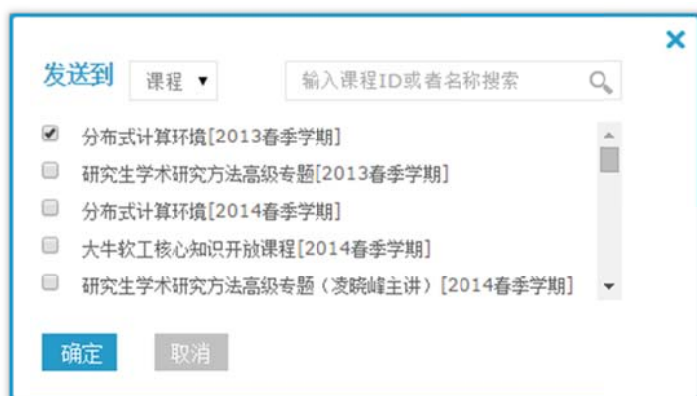 发送到 课程 输入课程ID或者名称搜索
分布式计算环境[2013春季学期]
研究生学术研究方法高级专题[2013春季学期]
分布式计算环境[2014春季学期]
大牛软工核心知识开放课程[2014春季学期]
研究生学术研究方法高级专题（凌晓峰主讲）[2014春季学期]
确定 取消